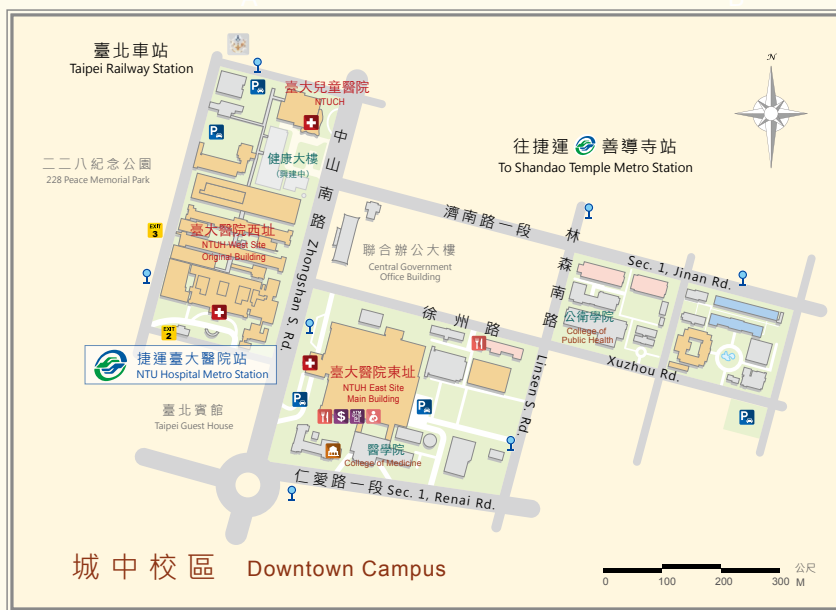 臺北車站
Taipei Railway Station
P
臺大兒童醫院
NTUCH
N
中山南路 Zhongshan S. Rd.
P
健康大樓
(興建中)
往捷運 善導寺站
To Shandao Temple Metro Station
二二八紀念公園
228 Peace Memorial Park
濟南路一段
Sec. 1, Jinan Rd.
EXIT
3
臺大醫院西址
NTUH West Site
Original Building
聯合辦公大樓
Central Government
Office Building
林森南路
Linsen S. Rd.
徐州路
Xuzhou Rd.
公衛學院
College of
Public Health
EXIT
2
捷運臺大醫院站
NTU Hospital Metro Station
臺大醫院東址
NTUH East Site
Main Building
P
$
P
P
臺北賓館
Taipei Guest House
醫學院
College of Medicine
仁愛路一段 Sec. 1, Renai Rd.
城中校區 Downtown Campus
0 100 200 300
公尺
M